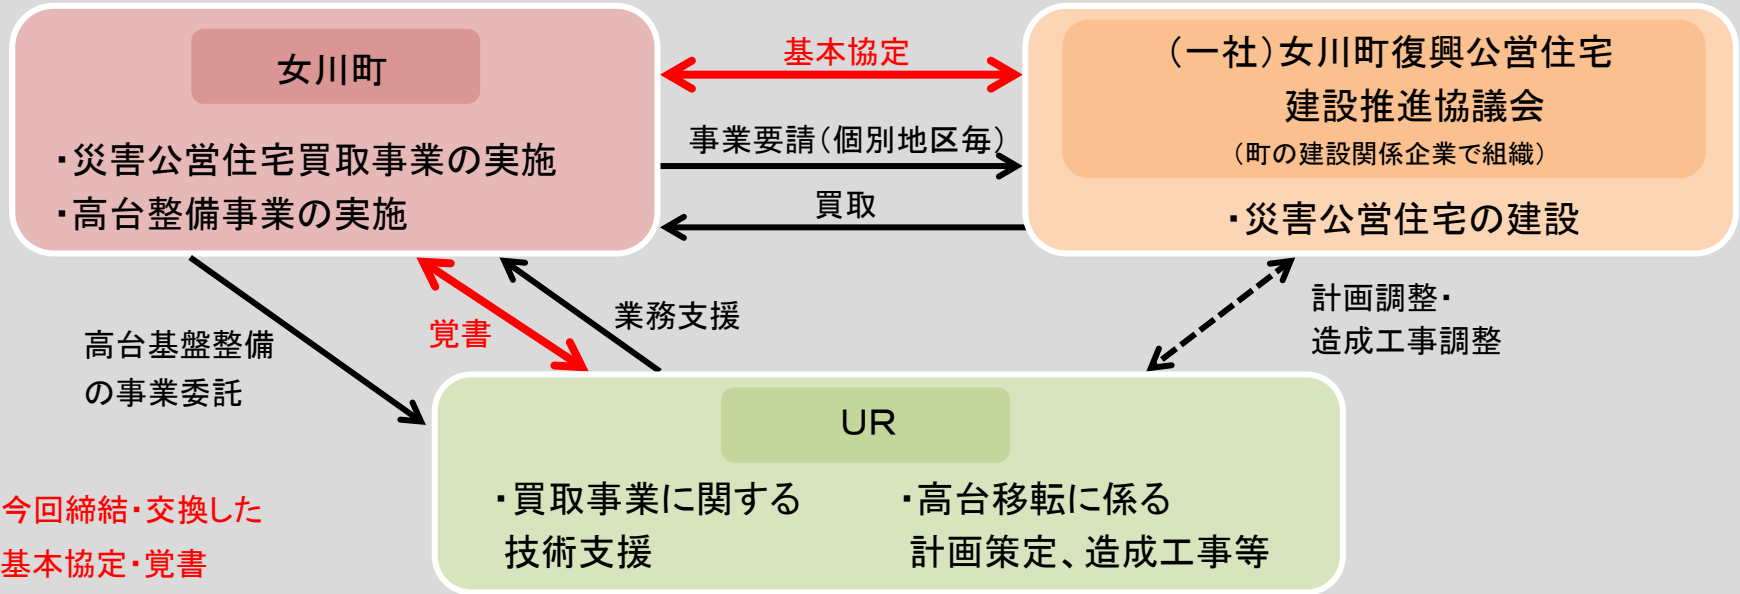 女川町
・災害公営住宅買取事業の実施
・高台整備事業の実施
基本協定
事業要請(個別地区毎)
買取
(一社)女川町復興公営住宅
建設推進協議会
(町の建設関係企業で組織)
・災害公営住宅の建設
高台基盤整備
の事業委託
覚書
業務支援
計画調整・
造成工事調整
UR
・買取事業に関する
技術支援
・高台移転に係る
計画策定、造成工事等
今回締結・交換した
基本協定・覚書